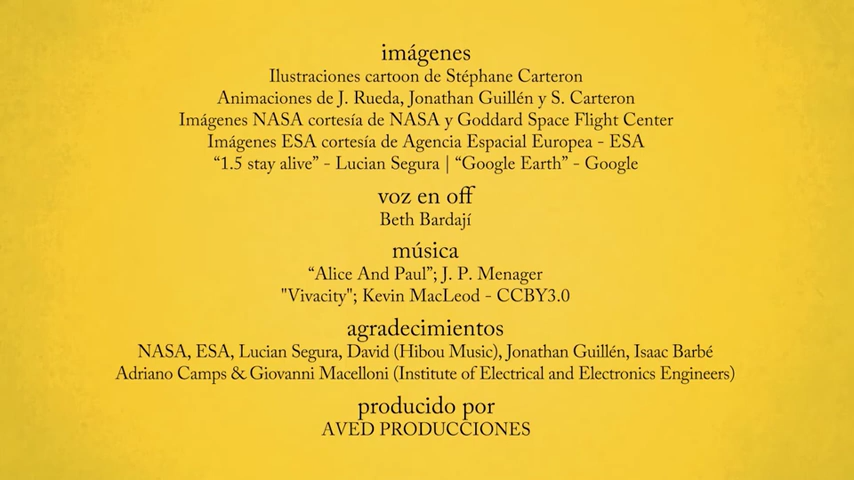 imágenes
Ilustraciones cartoon de Stéphane Carteron
Animaciones de J. Rueda, Jonathan Guillén y S. Carteron
Imágenes NASA cortesía de NASA y Goddard Space Flight Center
Imágenes ESA cortesía de Agencia Espacial Europea - ESA
“1.5 stay alive” - Lucian Segura | “Google Earth” - Google
voz en off
Beth Bardají
música
“Alice And Paul”; J. P. Menager
"Vivacity"; Kevin MacLeod - CCBY3.0
agradecimientos
NASA, ESA, Lucian Segura, David (Hibou Music), Jonathan Guillén, Isaac Barbé
Adriano Camps & Giovanni Macelloni (Institute of Electrical and Electronics Engineers)
producido por
AVED PRODUCCIONES